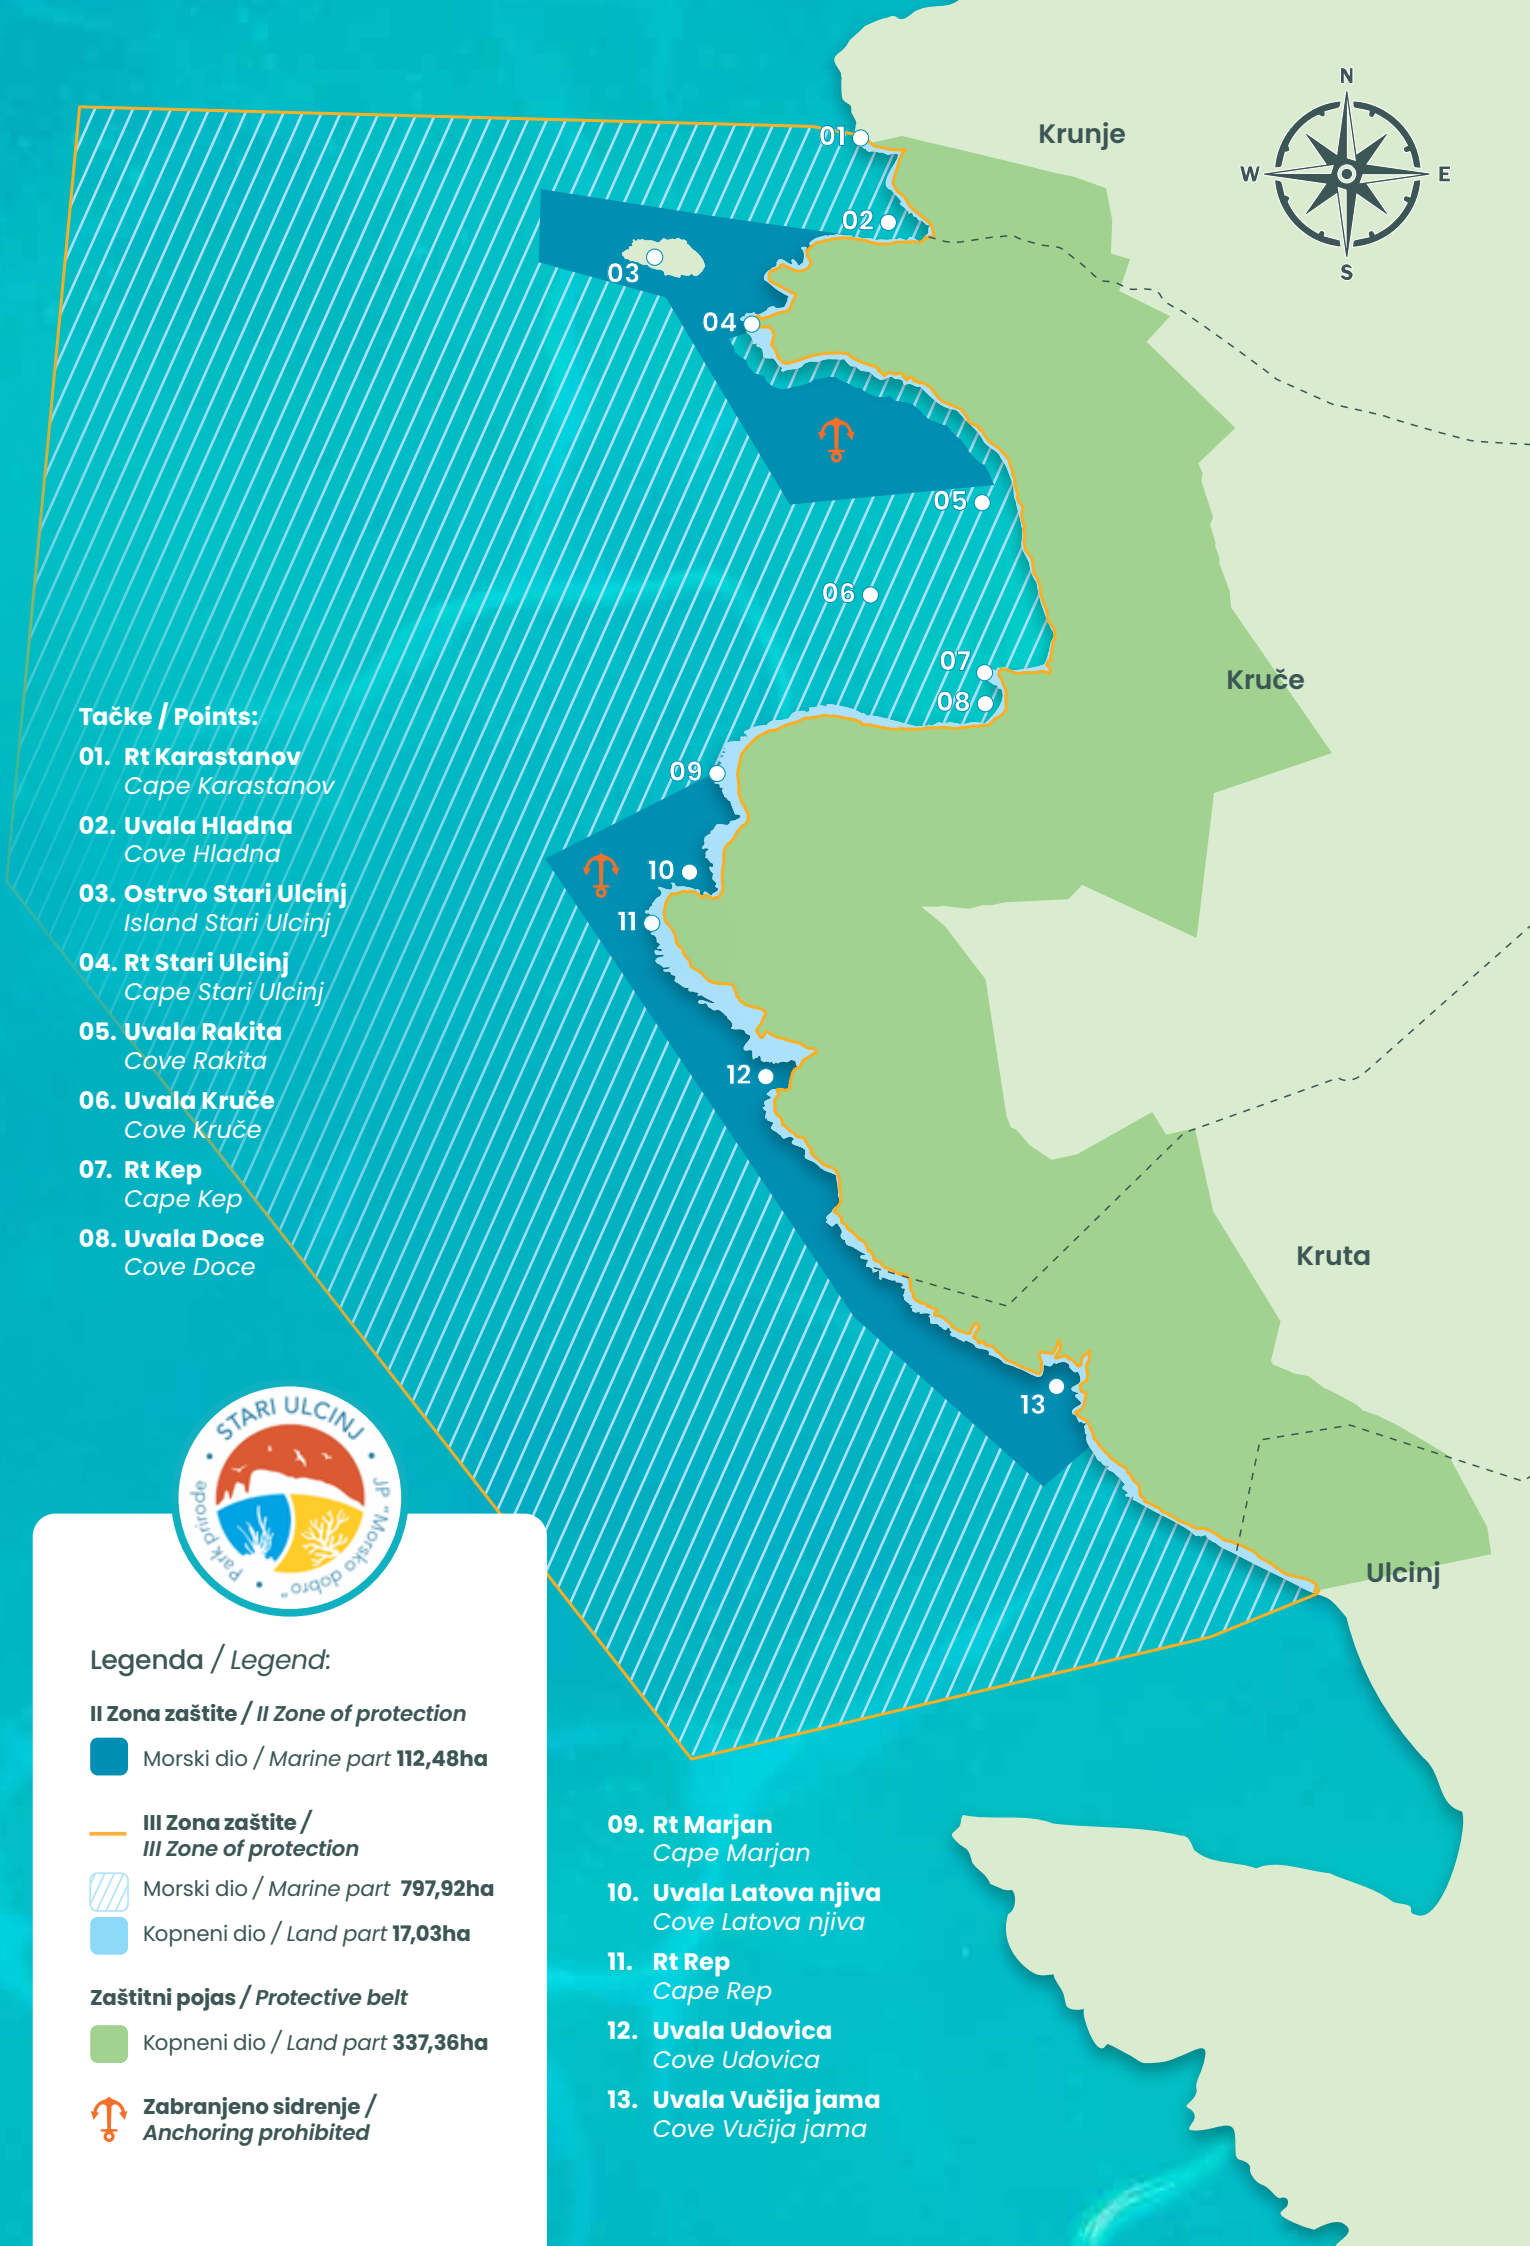 N
W
E
S
Krunje
01
02
03
04
05
06
07
08
Kruče
09
10
11
12
Kruta
13
Ulcinj
Tačke / Points:
01. Rt Karastanov
Cape Karastanov
02. Uvala Hladna
Cove Hladna
03. Ostrvo Stari Ulcinj
Island Stari Ulcinj
04. Rt Stari Ulcinj
Cape Stari Ulcinj
05. Uvala Rakita
Cove Rakita
06. Uvala Kruče
Cove Kruče
07. Rt Kep
Cape Kep
08. Uvala Doce
Cove Doce
• STARI ULCINJ •
Park prirode • JP "Morsko dobro"
Legenda / Legend:
II Zona zaštite / II Zone of protection
Morski dio / Marine part 112,48ha
III Zona zaštite /
III Zone of protection
Morski dio / Marine part 797,92ha
Kopneni dio / Land part 17,03ha
Zaštitni pojas / Protective belt
Kopneni dio / Land part 337,36ha
Zabranjeno sidrenje /
Anchoring prohibited
09. Rt Marjan
Cape Marjan
10. Uvala Latova njiva
Cove Latova njiva
11. Rt Rep
Cape Rep
12. Uvala Udovica
Cove Udovica
13. Uvala Vučija jama
Cove Vučija jama